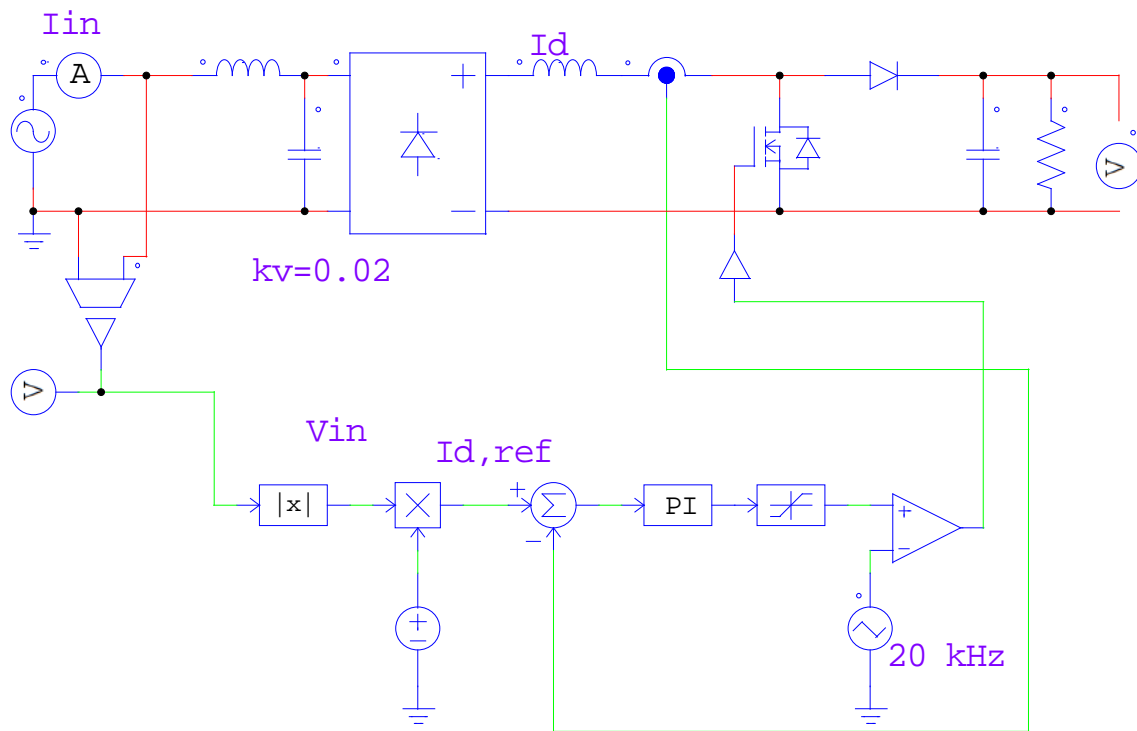 Iin
Id
A
V
kv=0.02
V
Vin
Id,ref
|x|
PI
20 kHz